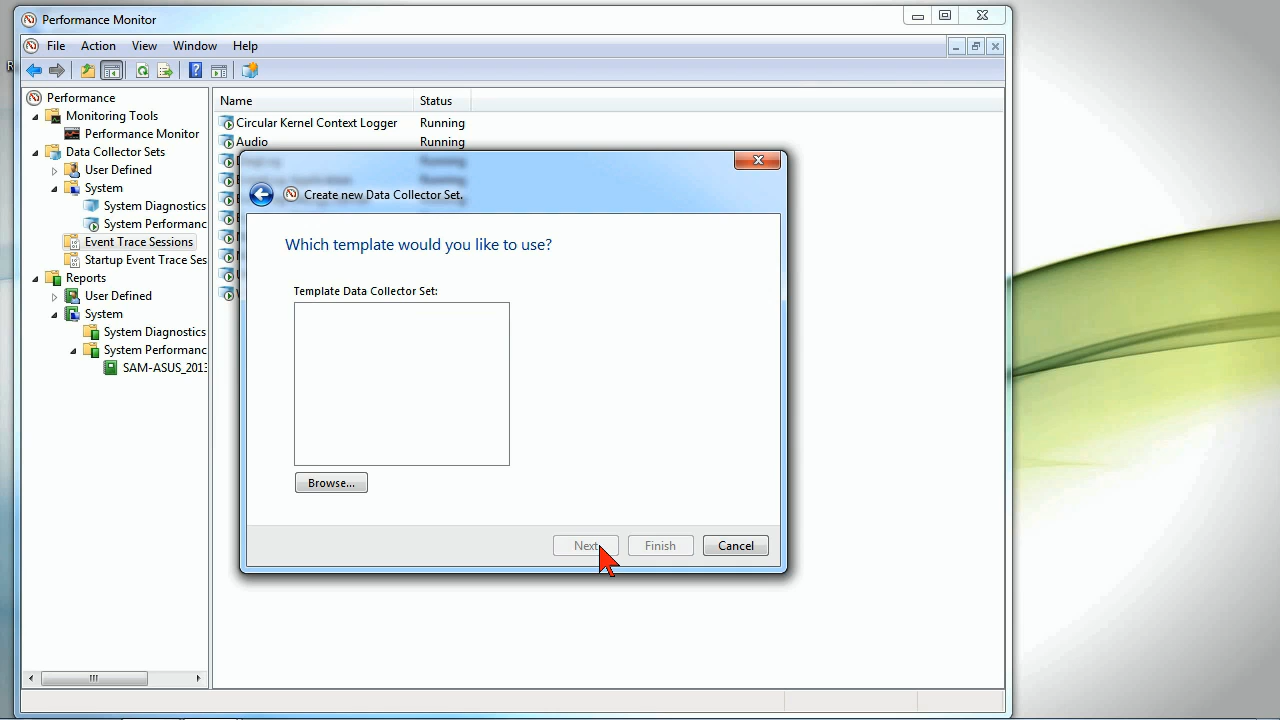 Performance Monitor
File Action View Window Help
R
Performance
Monitoring Tools
Performance Monitor
Data Collector Sets
User Defined
System
System Diagnostics
System Performanc
Event Trace Sessions
Startup Event Trace Ses
Reports
User Defined
System
System Diagnostics
System Performanc
SAM-ASUS_2013
Name Status
Circular Kernel Context Logger Running
Audio Running
Running
Running
Create new Data Collector Set.
Which template would you like to use?
Template Data Collector Set:
Browse...
Next Finish Cancel